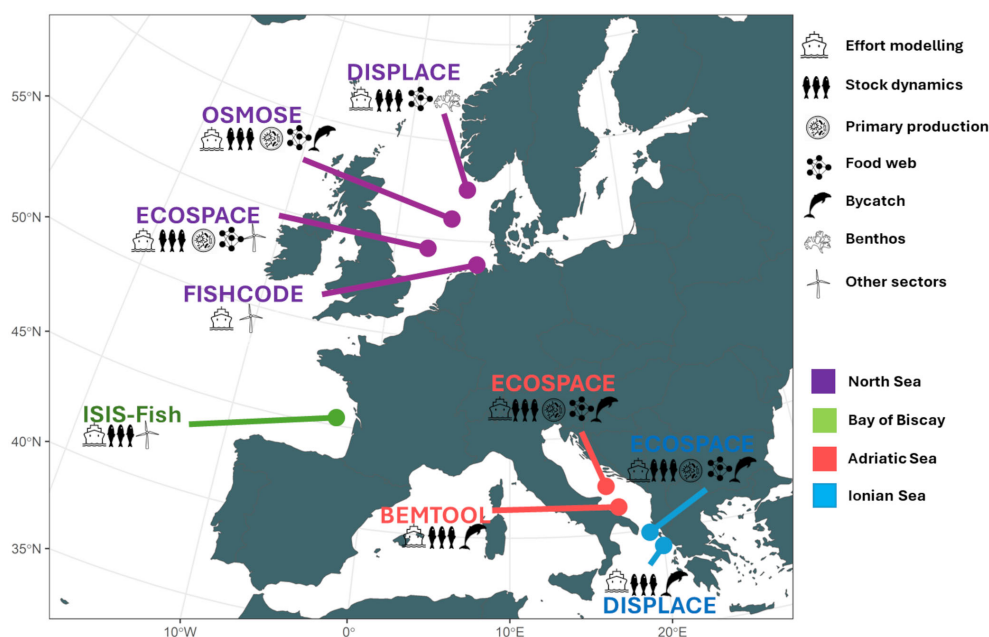 DISPLACE
OSMOSE
ECOSPACE
FISHCODE
ISIS-Fish
ECOSPACE
ECOSPACE
BEMTOOL
DISPLACE
55°N
50°N
45°N
40°N
35°N
10°W
0°
10°E
20°E
Effort modelling
Stock dynamics
Primary production
Food web
Bycatch
Benthos
Other sectors
North Sea
Bay of Biscay
Adriatic Sea
Ionian Sea